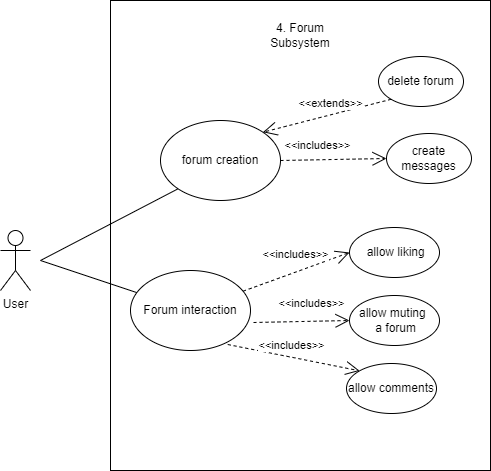 4. Forum
Subsystem
delete forum
<<extends>>
forum creation
<<includes>>
create
messages
User
<<includes>>
allow liking
Forum interaction
<<includes>>
allow muting
a forum
<<includes>>
allow comments